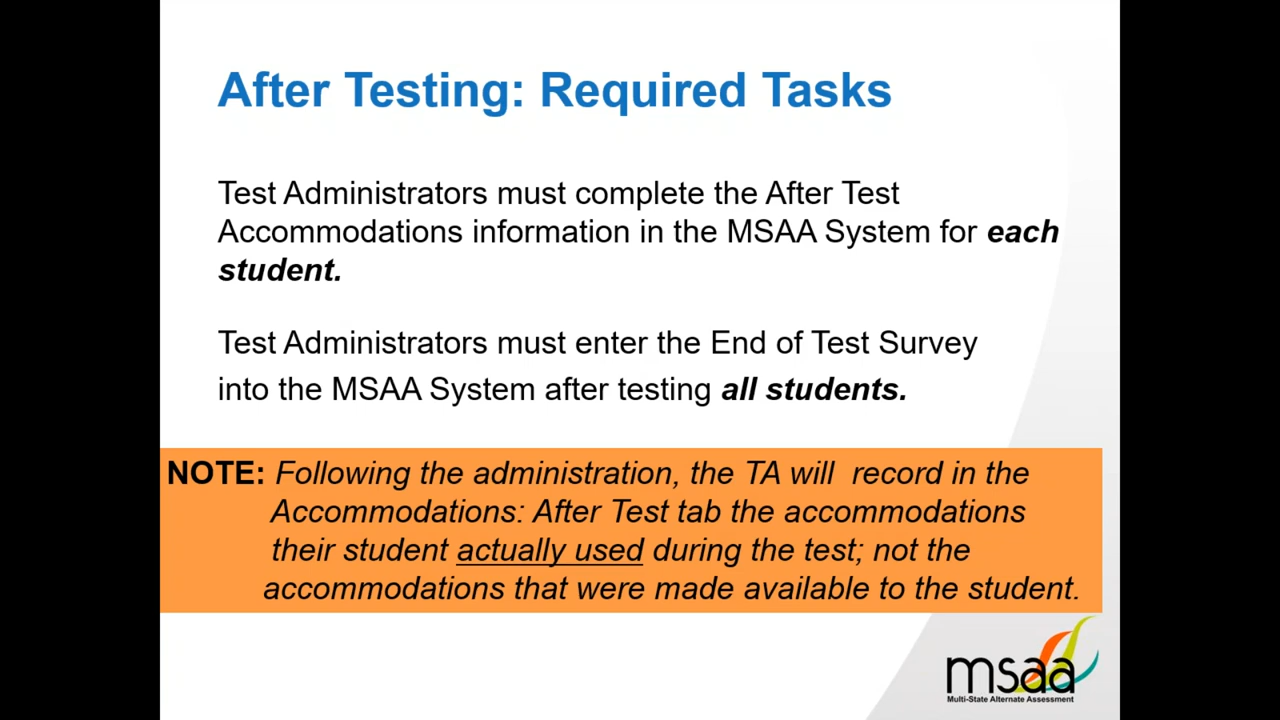 After Testing: Required Tasks
Test Administrators must complete the After Test
Accommodations information in the MSAA System for each
student.
Test Administrators must enter the End of Test Survey
into the MSAA System after testing all students.
NOTE: Following the administration, the TA will record in the
Accommodations: After Test tab the accommodations
their student actually used during the test; not the
accommodations that were made available to the student.
msaa
Multi-State Alternate Assessment